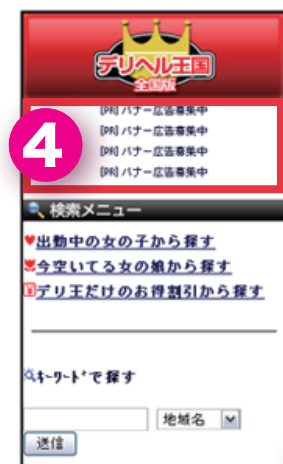 デリヘル王国
全国版
[PR] バナー広告募集中
[PR] バナー広告募集中
[PR] バナー広告募集中
[PR] バナー広告募集中
4
検索メニュー
♥出勤中の女の子から探す
今空いてる女の娘から探す
デリ王だけのお得割引から探す
ｷｰﾜｰﾄﾞで探す
地域名
送信